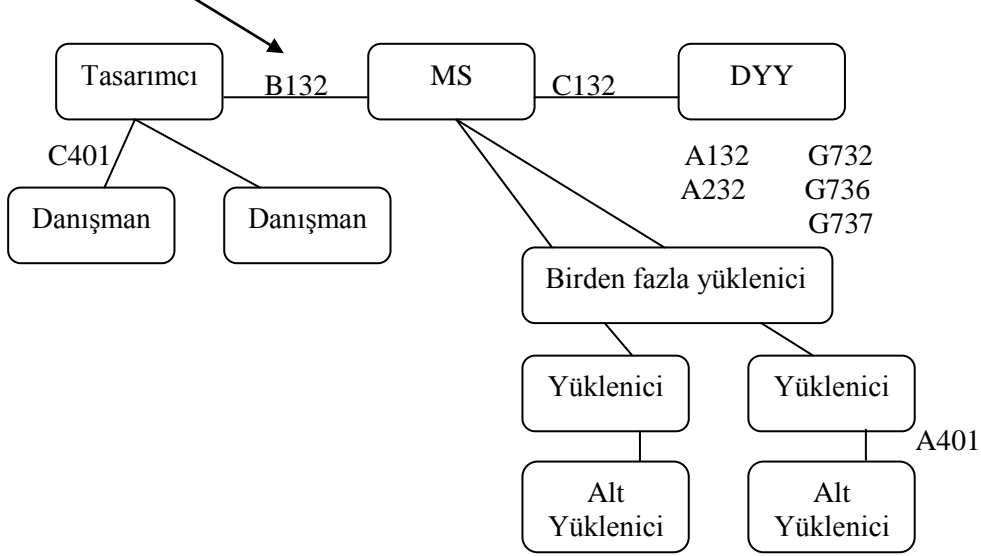 Tasarımcı B132 MS C132 DYY
C401 A132 G732
A232 G736
Danışman Danışman G737
Birden fazla yüklenici
Yüklenici Yüklenici
A401
Alt Alt
Yüklenici Yüklenici